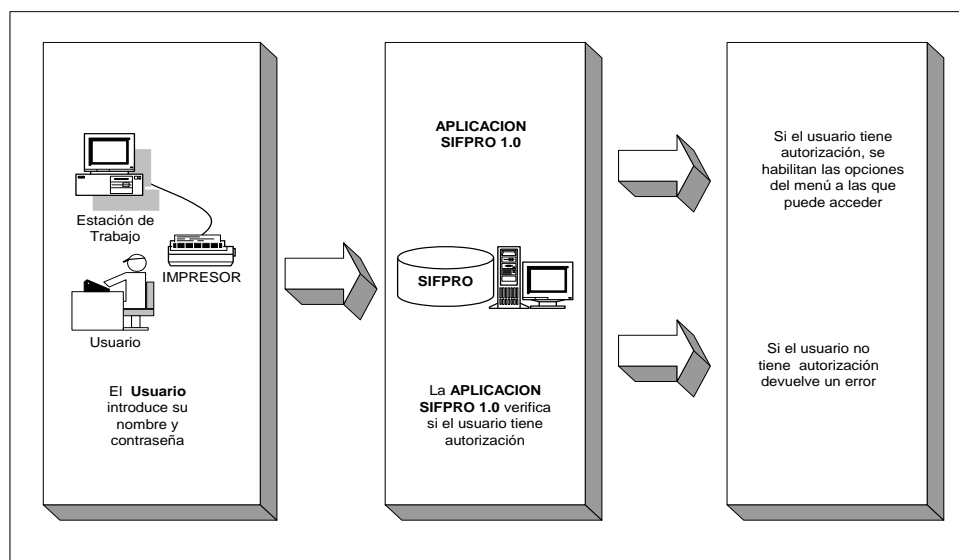 Estación de
Trabajo
IMPRESOR
Usuario
El Usuario
introduce su
nombre y
contraseña
APLICACION
SIFPRO 1.0
SIFPRO
La APLICACION
SIFPRO 1.0 verifica
si el usuario tiene
autorización
Si el usuario tiene
autorización, se
habilitan las opciones
del menú a las que
puede acceder
Si el usuario no
tiene autorización
devuelve un error